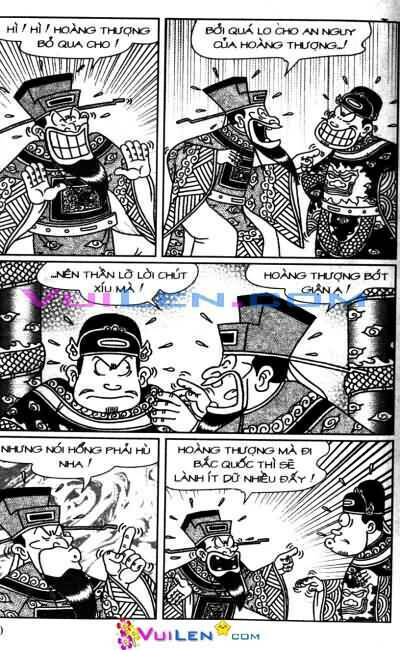 HÌ ! HÌ ! HOÀNG THƯỢNG
BỎ QUA CHO !
BỞI QUÁ LO CHO AN NGUY
CỦA HOÀNG THƯỢNG...!
...NÊN THẦN LỠ LỜI CHÚT
XÍU MÀ !
HOÀNG THƯỢNG BỚT
GIẬN A !
VUILEN.COM
NHƯNG NÓI HỔNG PHẢI HÙ
NHA !
HOÀNG THƯỢNG MÀ ĐI
BẮC QUỐC THÌ SẼ
LÀNH ÍT DỮ NHIỀU ĐẤY !
VUILEN.COM